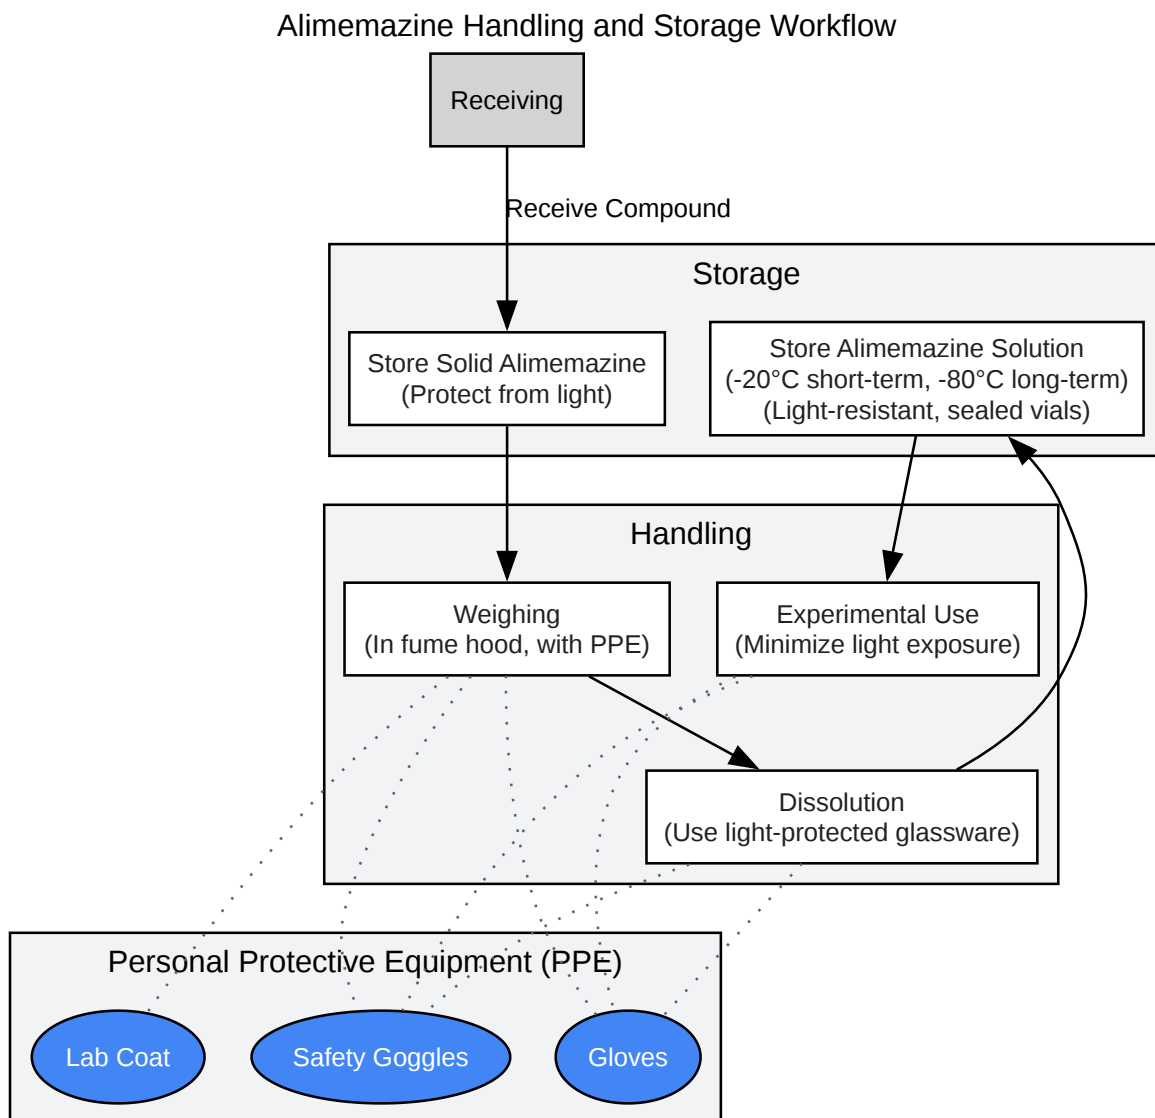 Alimemazine Handling and Storage Workflow
Receiving
Receive Compound
Storage
Store Solid Alimemazine
(Protect from light)
Store Alimemazine Solution
(-20°C short-term, -80°C long-term)
(Light-resistant, sealed vials)
Handling
Weighing
(In fume hood, with PPE)
Experimental Use
(Minimize light exposure)
Dissolution
(Use light-protected glassware)
Personal Protective Equipment (PPE)
Lab Coat
Safety Goggles
Gloves